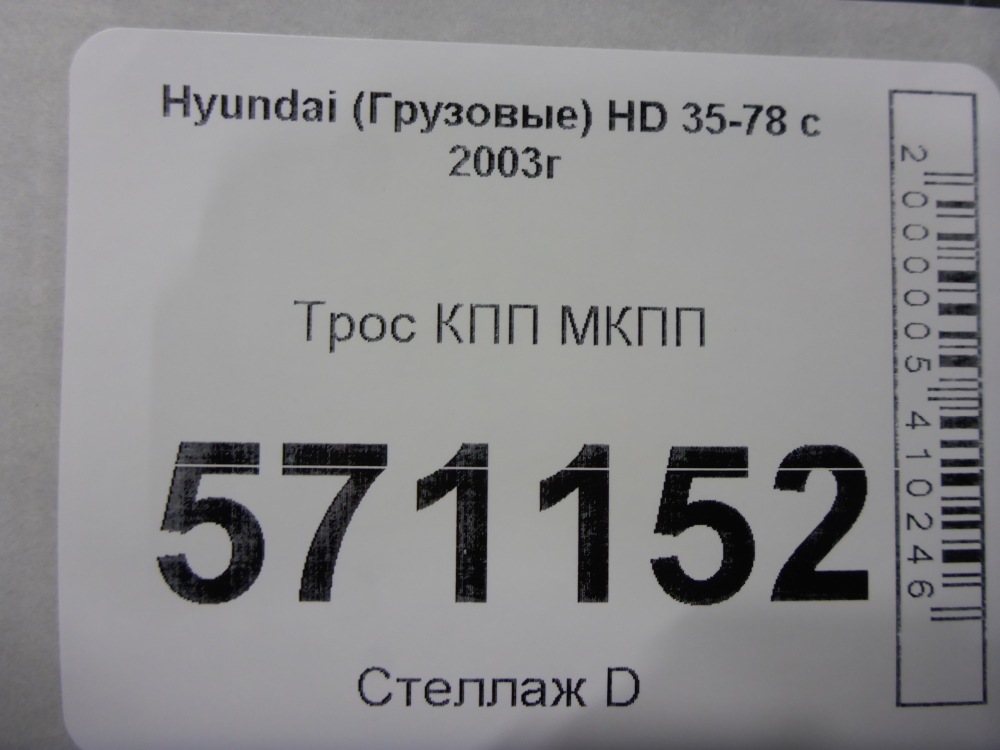 Hyundai (Грузовые) HD 35-78 с
2003г
Трос КПП МКПП
571152
Стеллаж D
2000005410246